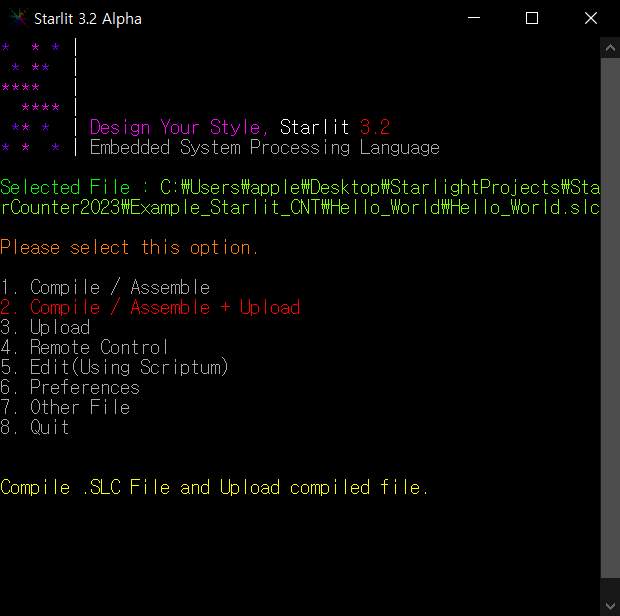 Starlit 3.2 Alpha
*  * * |
 * **  |
****   |
  **** |
 ** *  | Design Your Style, Starlit 3.2
* *  * | Embedded System Processing Language
Selected File : C:₩Users₩apple₩Desktop₩StarlightProjects₩Sta
rCounter2023₩Example_Starlit_CNT₩Hello_World₩Hello_World.slc
Please select this option.
1. Compile / Assemble
2. Compile / Assemble + Upload
3. Upload
4. Remote Control
5. Edit(Using Scriptum)
6. Preferences
7. Other File
8. Quit
Compile .SLC File and Upload compiled file.